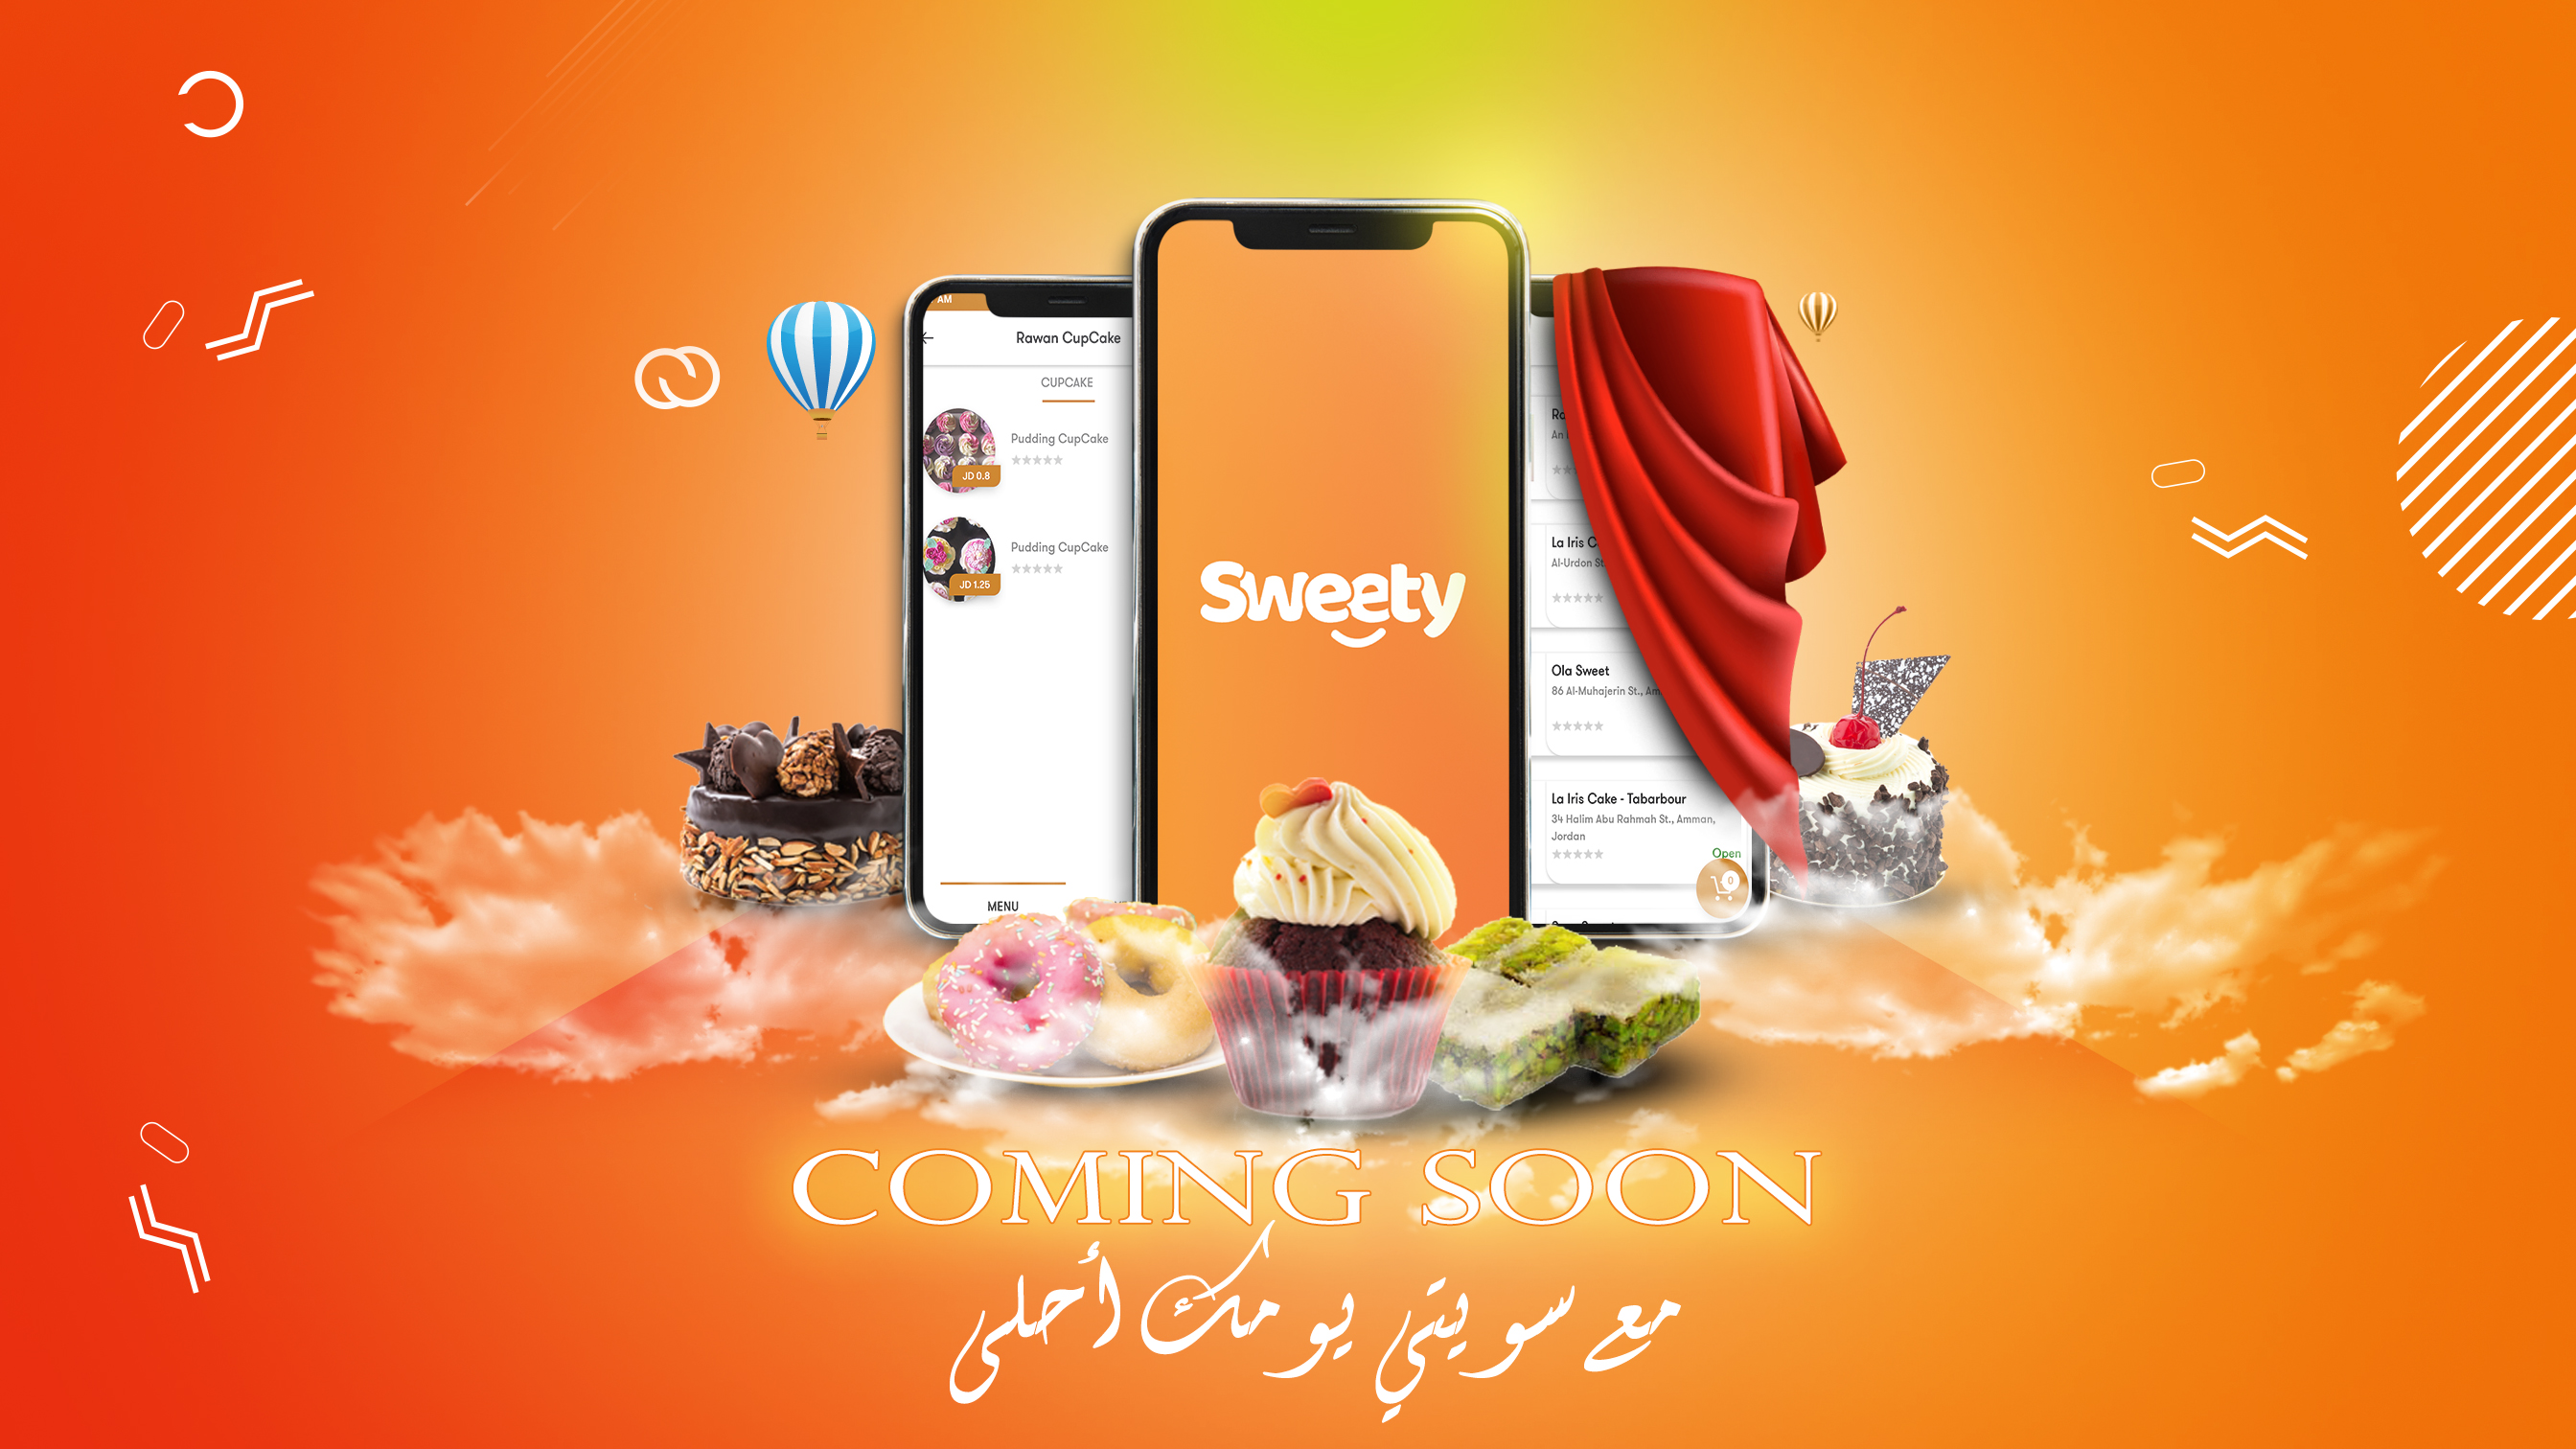 AM
Rawan CupCake
CUPCAKE
Pudding CupCake
JD 0.8
Pudding CupCake
JD 1.25
MENU
Sweety
An
La Iris C
Al-Urdon St
Ola Sweet
86 Al-Muhajerin St., Am
La Iris Cake - Tabarbour
34 Halim Abu Rahmah St., Amman,
Jordan
Open
0
COMING SOON
مع سويتي يومك أحلى